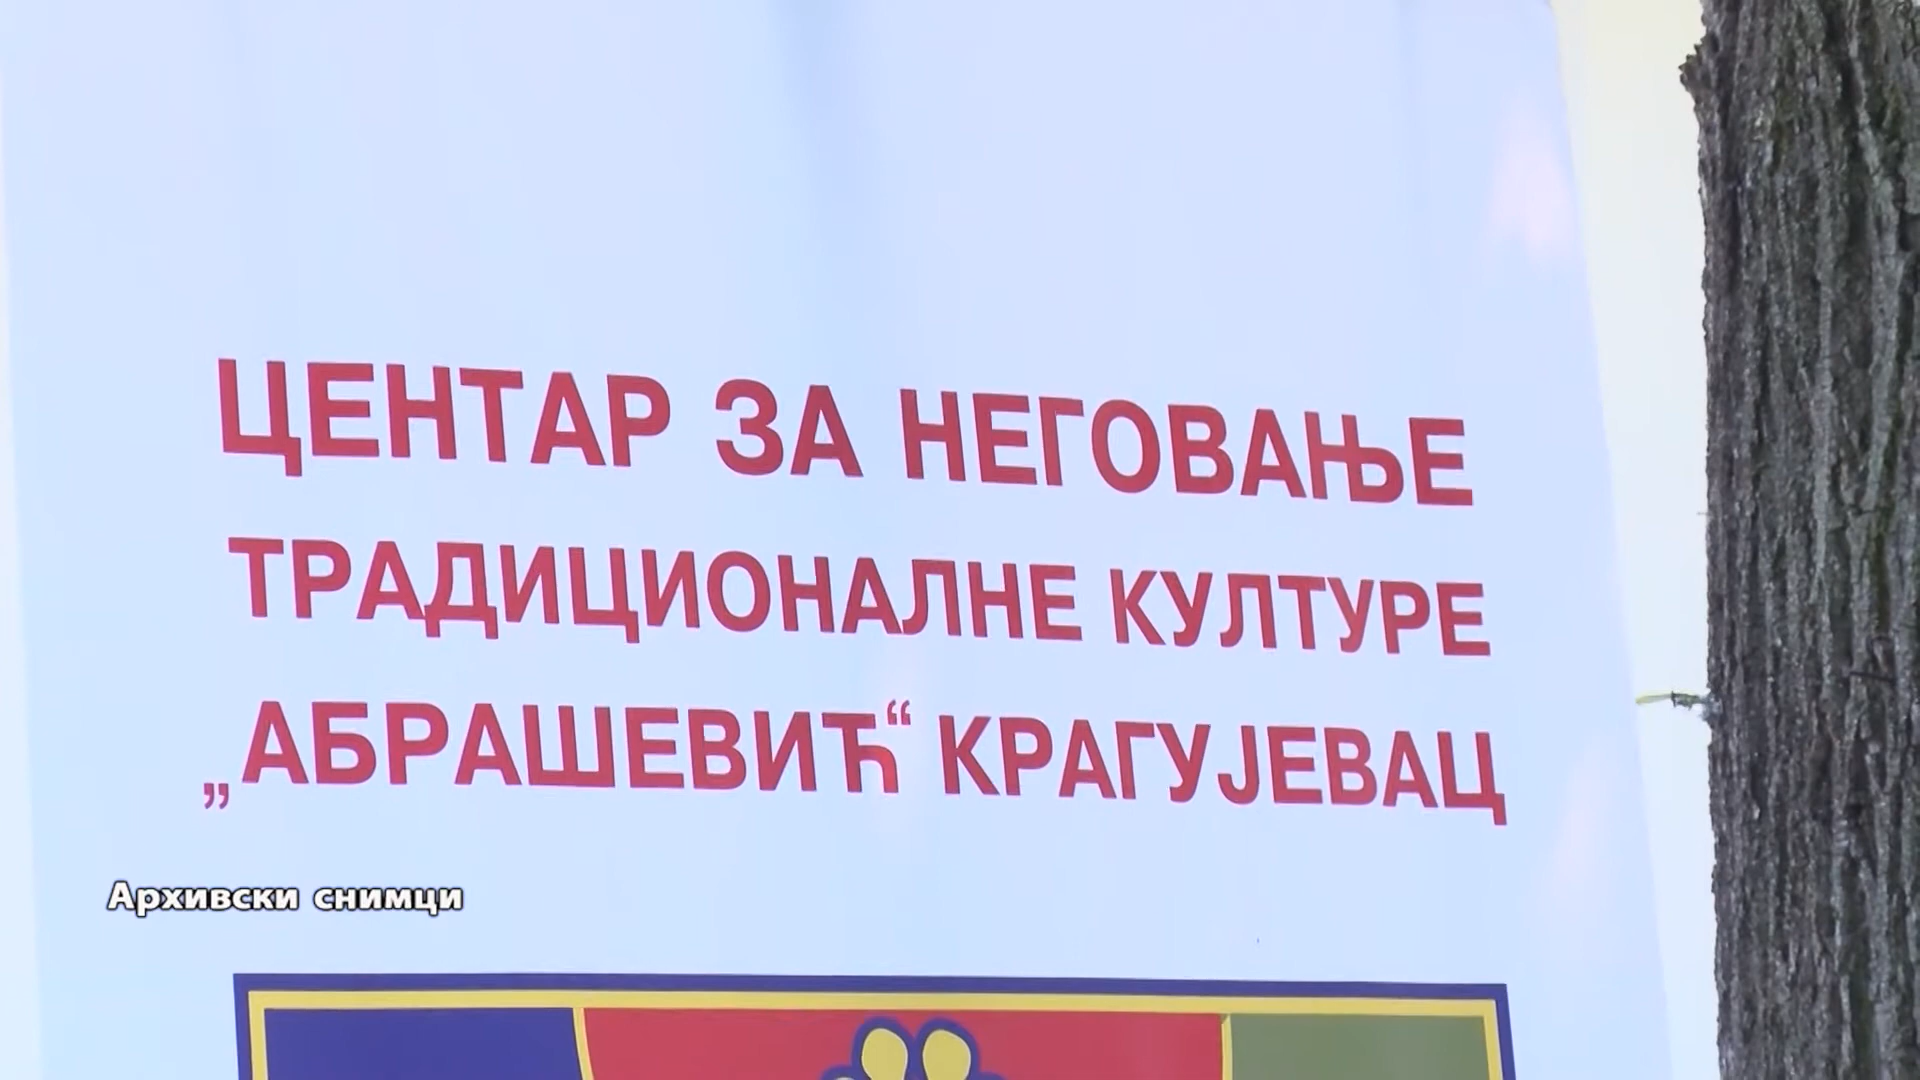 ЦЕНТАР ЗА НЕГОВАЊЕ
ТРАДИЦИОНАЛНЕ КУЛТУРЕ
„АБРАШЕВИЋ“ КРАГУЈЕВАЦ
Архивски снимци